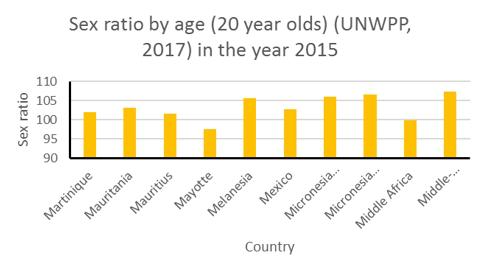 Sex ratio by age (20 year olds) (UNWPP,
2017) in the year 2015
110
105
100
95
90
Sex ratio
Martinique
Mauritania
Mauritius
Mayotte
Melanesia
Mexico
Micronesia...
Micronesia...
Middle Africa
Middle-...
Country